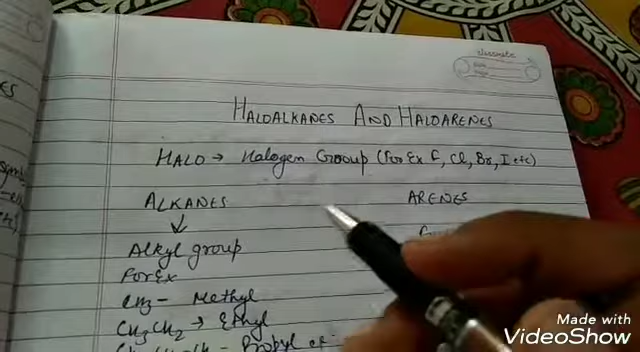 HALOALKANES AND HALOARENES
HALO → Halogen Group (For Ex F, Cl, Br, I etc)
ALKANES
ARENES
↓
Alkyl group
For Ex
CH3 - Methyl
CH3CH2 → Ethyl
Propyl
Made with
VideoShow